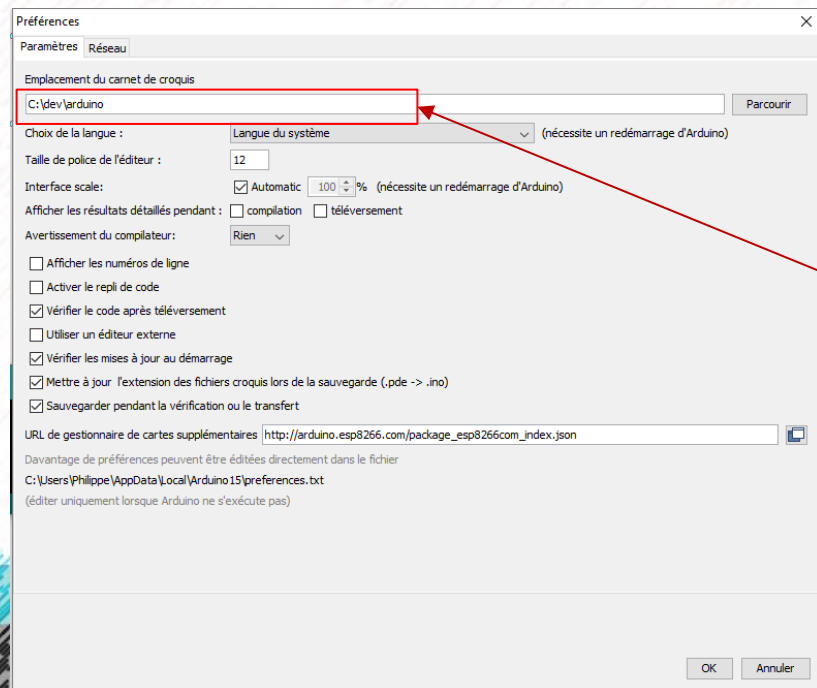 Préférences
Paramètres Réseau
Emplacement du carnet de croquis
C:\dev\arduino Parcourir
Choix de la langue : Langue du système (nécessite un redémarrage d'Arduino)
Taille de police de l'éditeur : 12
Interface scale: Automatic 100 % (nécessite un redémarrage d'Arduino)
Afficher les résultats détaillés pendant : compilation téléversement
Avertissement du compilateur: Rien
Afficher les numéros de ligne
Activer le repli de code
Vérifier le code après téléversement
Utiliser un éditeur externe
Vérifier les mises à jour au démarrage
Mettre à jour l'extension des fichiers croquis lors de la sauvegarde (.pde -> .ino)
Sauvegarder pendant la vérification ou le transfert
URL de gestionnaire de cartes supplémentaires http://arduino.esp8266.com/package_esp8266com_index.json
Davantage de préférences peuvent être éditées directement dans le fichier
C:\Users\Philippe\AppData\Local\Arduino15\preferences.txt
(éditer uniquement lorsque Arduino ne s'exécute pas)
OK Annuler